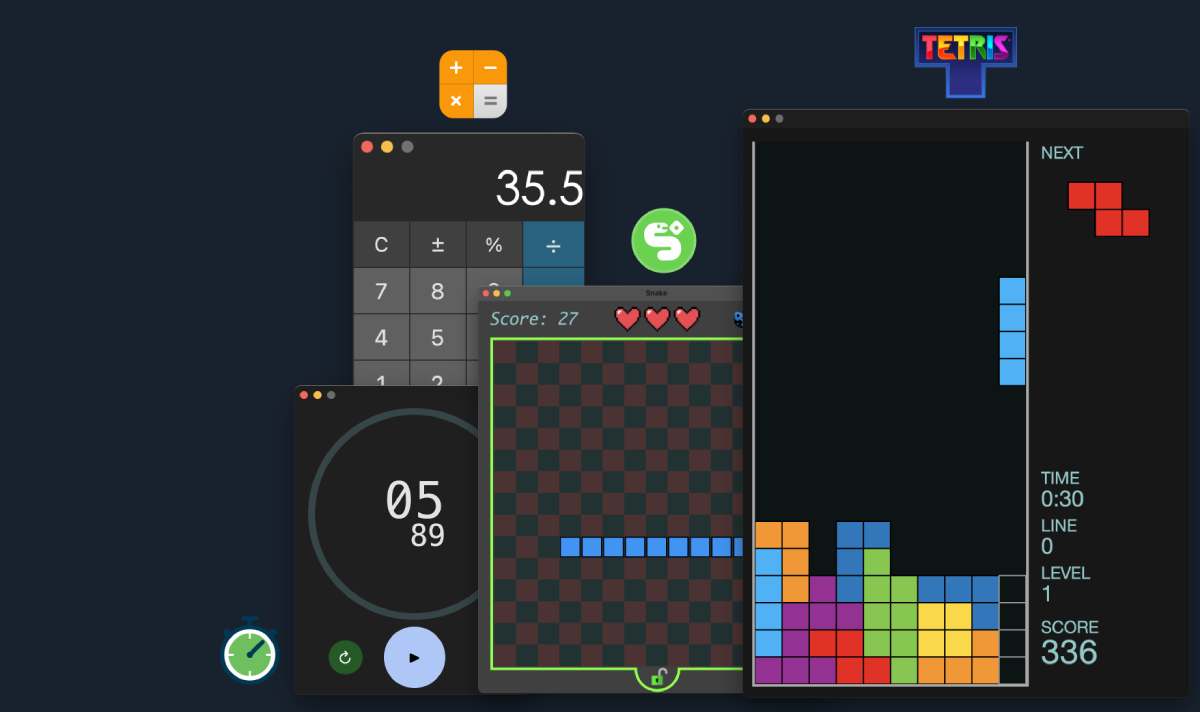 TETRIS
+ −
× =
35.5
C ± % ÷
7 8
4 5
1 2
Snake
Score: 27
05
89
NEXT
TIME
0:30
LINE
0
LEVEL
1
SCORE
336